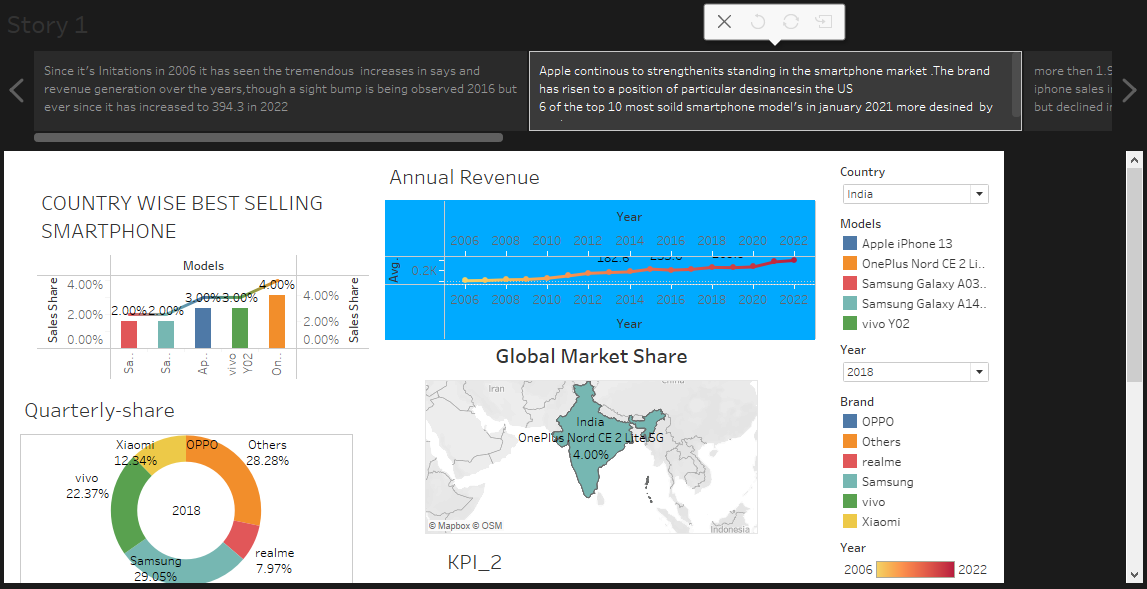 Story 1
Since it's Initations in 2006 it has seen the tremendous increases in says and
revenue generation over the years,though a sight bump is being observed 2016 but
ever since it has increased to 394.3 in 2022
Apple continous to strengthenits standing in the smartphone market .The brand
has risen to a position of particular desinancesin the US
6 of the top 10 most soild smartphone model's in january 2021 more desined by
more then 1.9
iphone sales i
but declined i
COUNTRY WISE BEST SELLING
SMARTPHONE
Models
Sales Share
4.00%
2.00%
0.00%
2.00%
2.00%
3.00%
3.00%
4.00%
4.00%
2.00%
0.00%
Sales Share
Sa..
Sa..
Ap..
vivo
Y02
On..
Quarterly-share
Xiaomi
12.34%
OPPO
Others
28.28%
vivo
22.37%
2018
realme
7.97%
Samsung
29.05%
Annual Revenue
Year
2006 2008 2010 2012 2014 2016 2018 2020 2022
Avg.
0.2K
182.6
2006 2008 2010 2012 2014 2016 2018 2020 2022
Year
Global Market Share
Iran
China
India
OnePlus Nord CE 2 Lite 5G
4.00%
© Mapbox © OSM
Indonesia
KPI_2
Country
India
Models
Apple iPhone 13
OnePlus Nord CE 2 Li..
Samsung Galaxy A03..
Samsung Galaxy A14..
vivo Y02
Year
2018
Brand
OPPO
Others
realme
Samsung
vivo
Xiaomi
Year
2006 2022